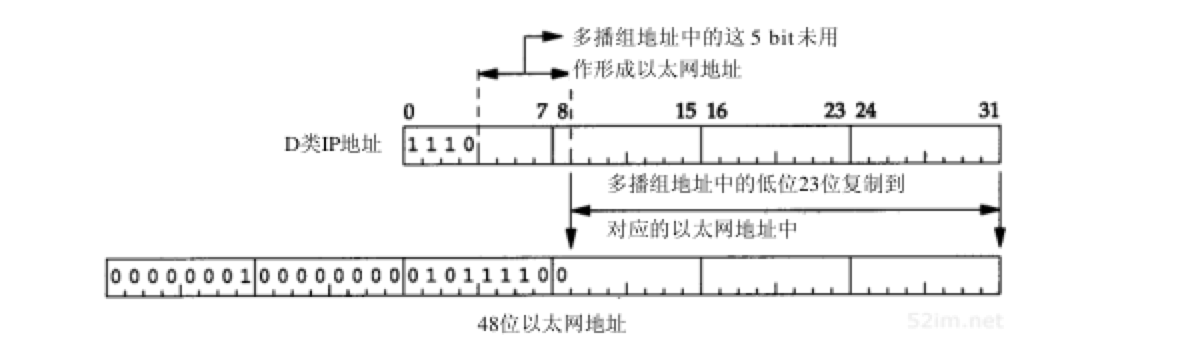 多播组地址中的这 5 bit未用
作形成以太网地址
0 7 8 15 16 23 24 31
D类IP地址 1 1 1 0
多播组地址中的低位23位复制到
对应的以太网地址中
0 0 0 0 0 0 0 1 0 0 0 0 0 0 0 0 0 1 0 1 1 1 1 0 0
48位以太网地址
52im.net